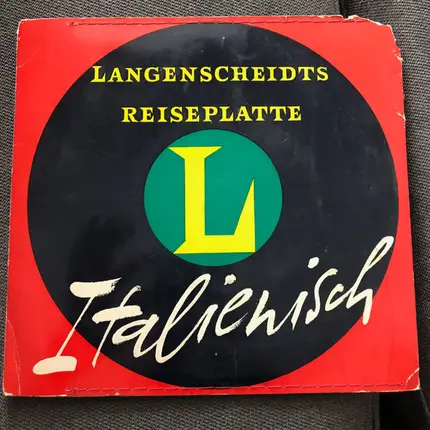 LANGENSCHEIDTS
REISEPLATTE
L
Italienisch